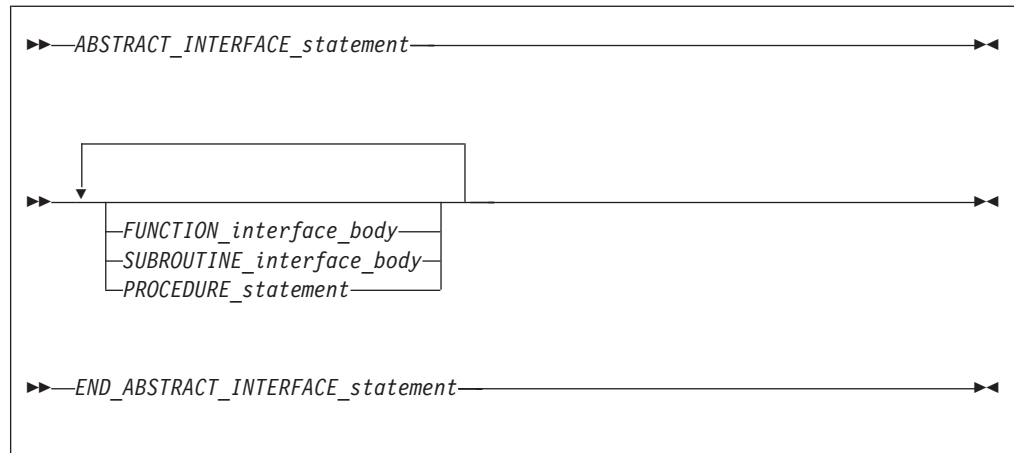 ABSTRACT_INTERFACE_statement
FUNCTION_interface_body
SUBROUTINE_interface_body
PROCEDURE_statement
END_ABSTRACT_INTERFACE_statement